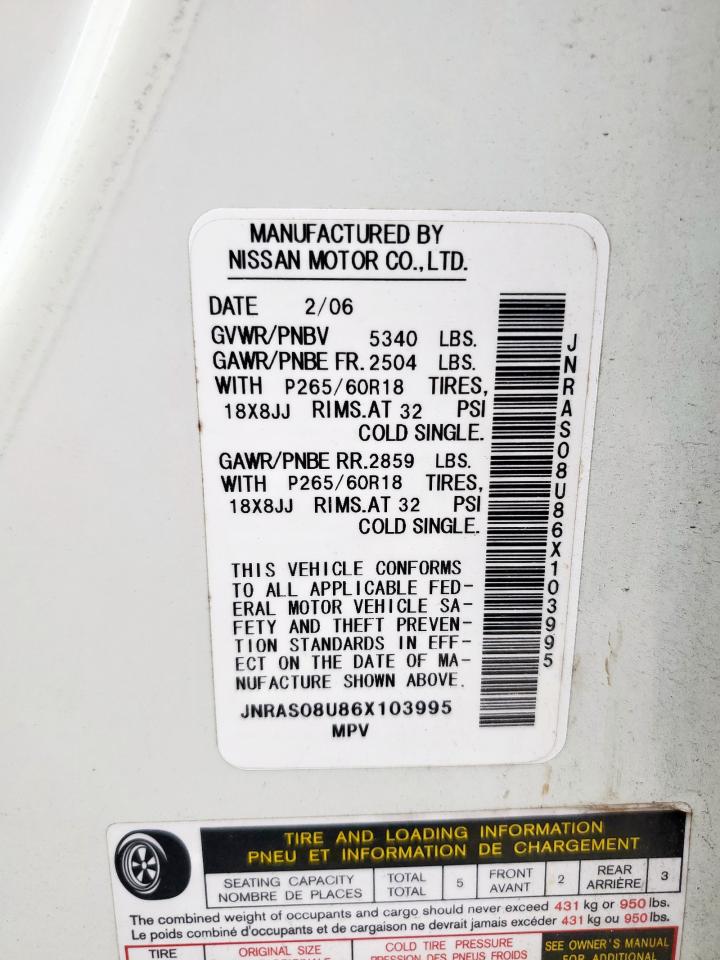 MANUFACTURED BY
NISSAN MOTOR CO.,LTD.
DATE 2/06
GVWR/PNBV 5340 LBS.
GAWR/PNBE FR. 2504 LBS.
WITH P265/60R18 TIRES,
18X8JJ RIMS.AT 32 PSI
COLD SINGLE.
GAWR/PNBE RR. 2859 LBS.
WITH P265/60R18 TIRES,
18X8JJ RIMS.AT 32 PSI
COLD SINGLE.
THIS VEHICLE CONFORMS
TO ALL APPLICABLE FED-
ERAL MOTOR VEHICLE SA-
FETY AND THEFT PREVEN-
TION STANDARDS IN EFF-
ECT ON THE DATE OF MA-
NUFACTURE SHOWN ABOVE.
JNRAS08U86X103995
MPV
JNRAS08U86X103995
TIRE AND LOADING INFORMATION
PNEU ET INFORMATION DE CHARGEMENT
SEATING CAPACITY TOTAL 5 FRONT 2 REAR 3
NOMBRE DE PLACES TOTAL AVANT ARRIÈRE
The combined weight of occupants and cargo should never exceed 431 kg or 950 lbs.
Le poids combiné d'occupants et de cargaison ne devrait jamais excéder 431 kg ou 950 lbs.
TIRE ORIGINAL SIZE COLD TIRE PRESSURE SEE OWNER'S MANUAL
PRESSION DES PNEUS FROIDS FOR ADDITIONAL